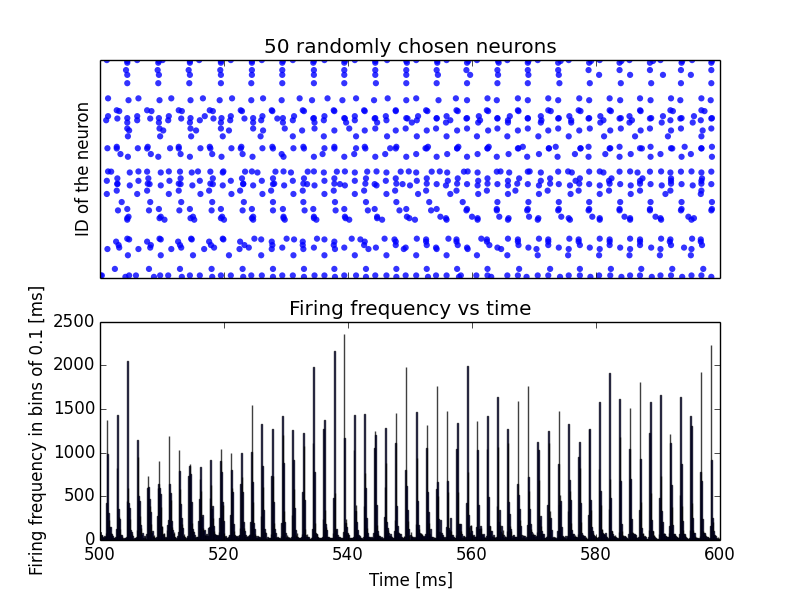 50 randomly chosen neurons
ID of the neuron
Firing frequency vs time
Firing frequency in bins of 0.1 [ms]
2500
2000
1500
1000
500
0
500 520 540 560 580 600
Time [ms]